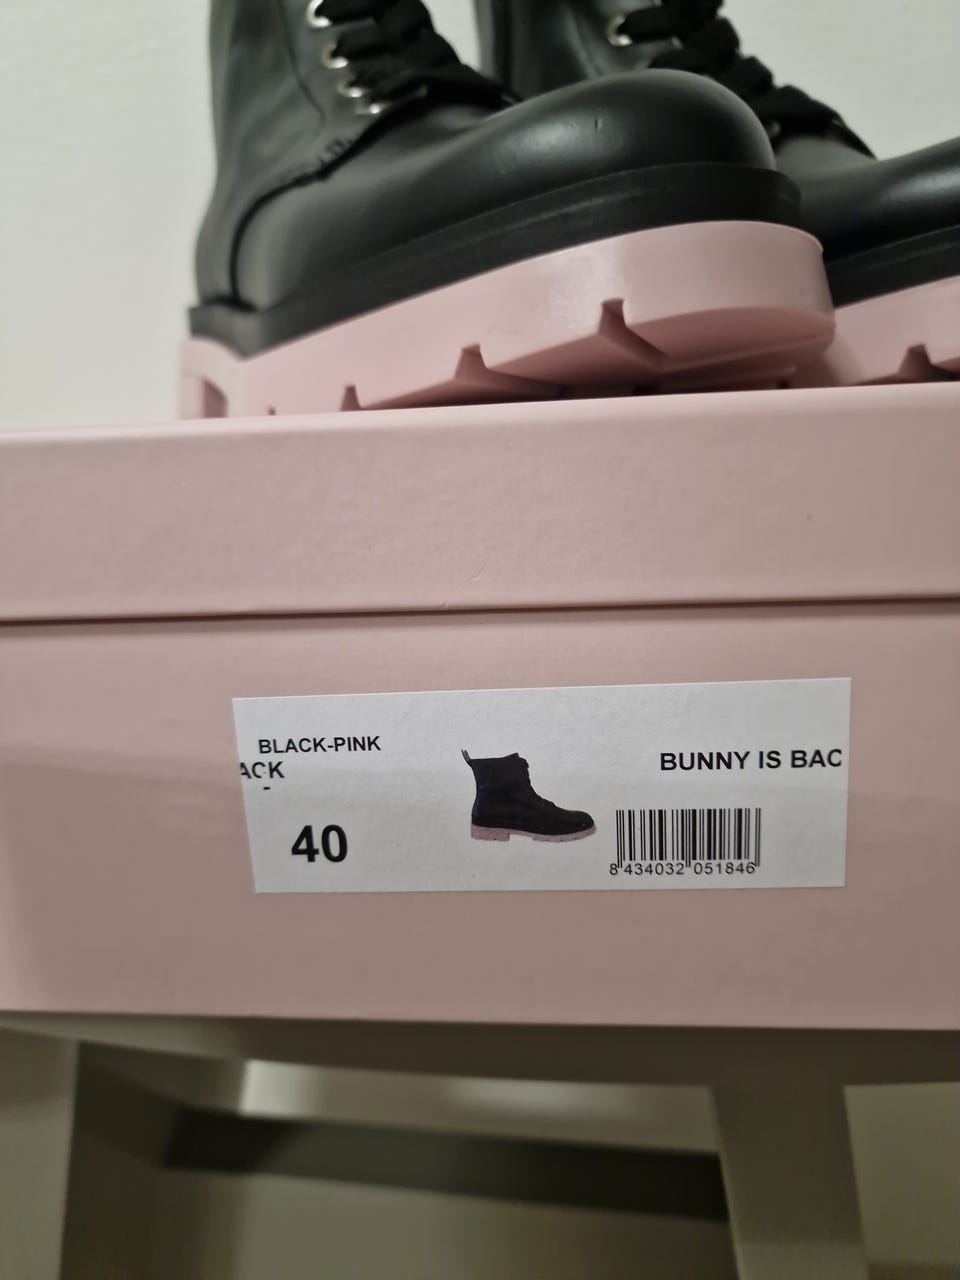 BLACK-PINK
ACK
-
40
BUNNY IS BAC
8 434032 051846